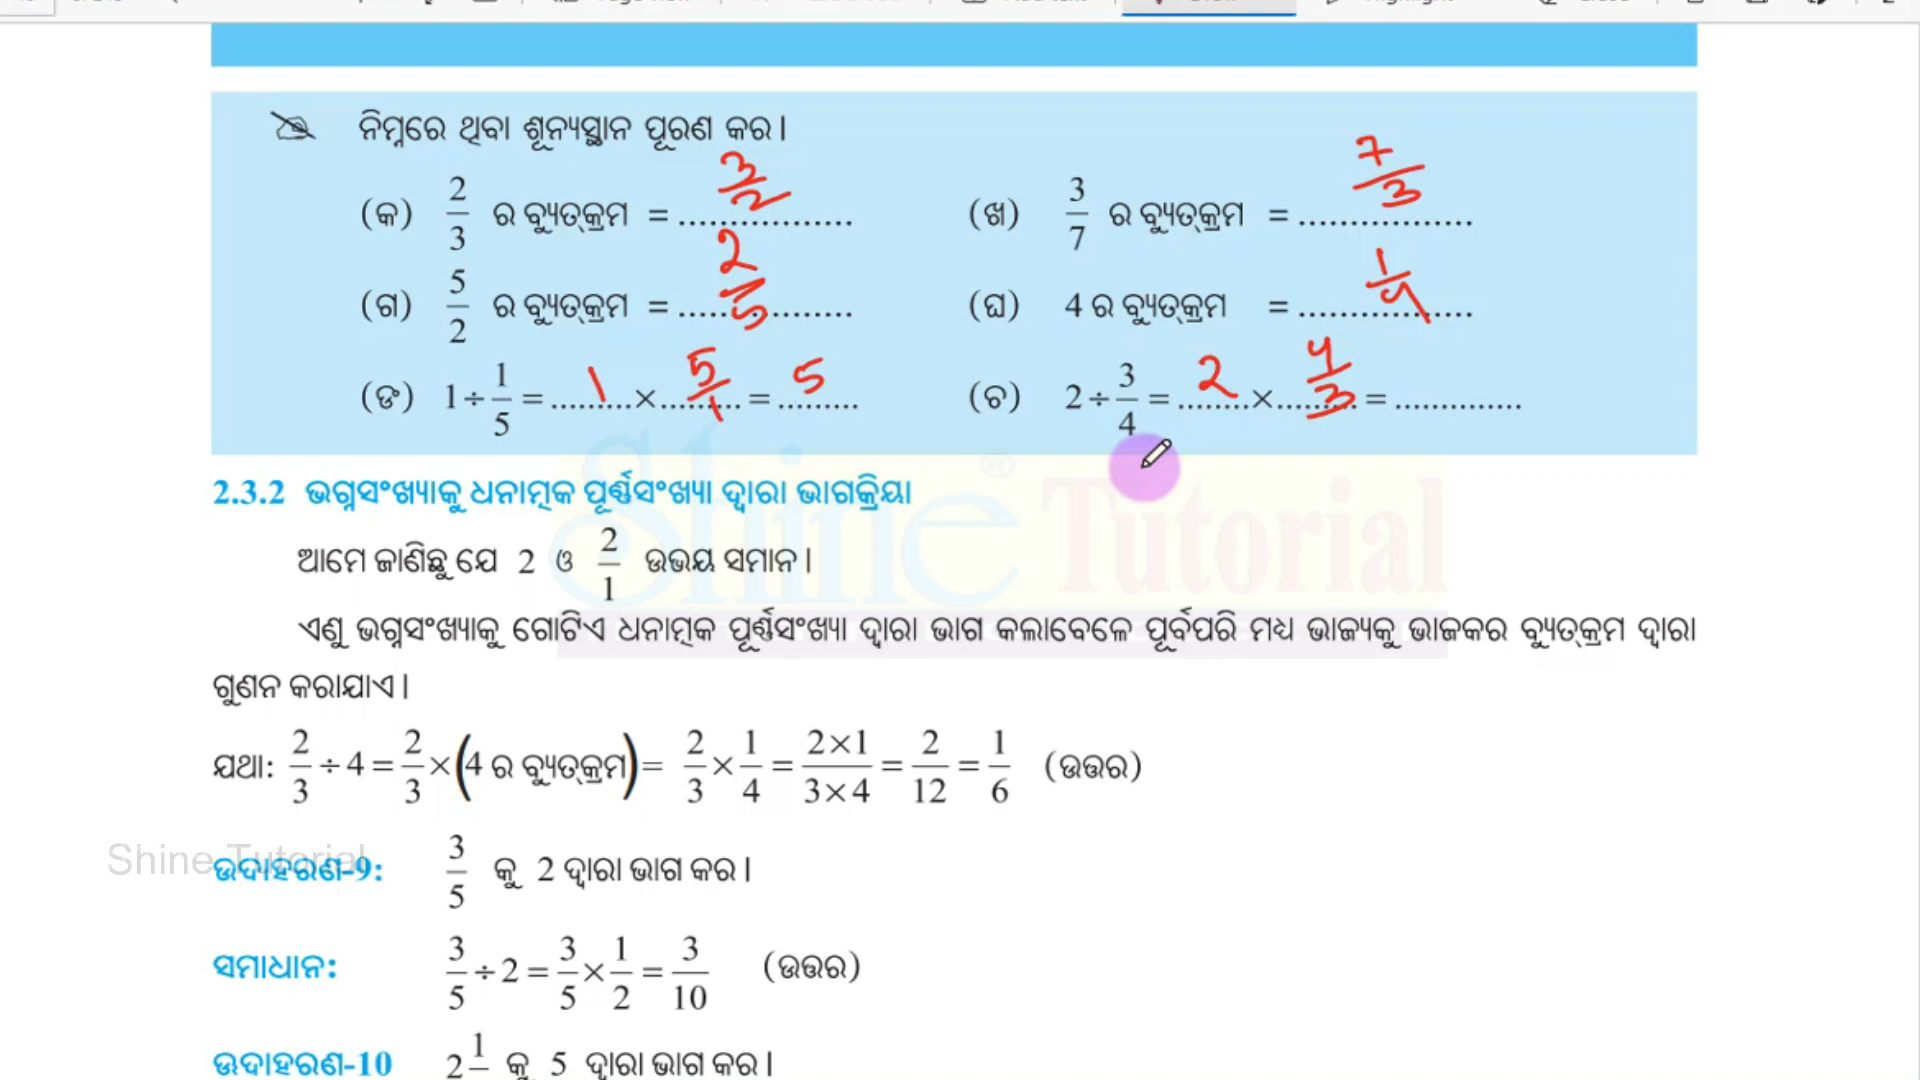 ନିମ୍ନରେ ଥିବା ଶୂନ୍ୟସ୍ଥାନ ପୂରଣ କର।
(କ) 2/3 ର ବ୍ୟୁତ୍କ୍ରମ = ........3/2......... (ଖ) 3/7 ର ବ୍ୟୁତ୍କ୍ରମ = ........7/3.........
(ଗ) 5/2 ର ବ୍ୟୁତ୍କ୍ରମ = ........2/5......... (ଘ) 4 ର ବ୍ୟୁତ୍କ୍ରମ = ........1/4.........
(ଙ) 1 ÷ 1/5 = ....1.... × ....5/1.... = ....5.... (ଚ) 2 ÷ 3/4 = ....2.... × ....4/3.... = ..............
2.3.2 ଭଗ୍ନସଂଖ୍ୟାକୁ ଧନାତ୍ମକ ପୂର୍ଣ୍ଣସଂଖ୍ୟା ଦ୍ୱାରା ଭାଗକ୍ରିୟା
ଆମେ ଜାଣିଛୁ ଯେ 2 ଓ 2/1 ଉଭୟ ସମାନ।
ଏଣୁ ଭଗ୍ନସଂଖ୍ୟାକୁ ଗୋଟିଏ ଧନାତ୍ମକ ପୂର୍ଣ୍ଣସଂଖ୍ୟା ଦ୍ୱାରା ଭାଗ କଲାବେଳେ ପୂର୍ବପରି ମଧ୍ୟ ଭାଜ୍ୟକୁ ଭାଜକର ବ୍ୟୁତ୍କ୍ରମ ଦ୍ୱାରା
ଗୁଣନ କରାଯାଏ।
ଯଥା: 2/3 ÷ 4 = 2/3 × (4 ର ବ୍ୟୁତ୍କ୍ରମ) = 2/3 × 1/4 = 2×1/3×4 = 2/12 = 1/6 (ଉତ୍ତର)
Shine Tutorial
ଉଦାହରଣ-9: 3/5 କୁ 2 ଦ୍ୱାରା ଭାଗ କର।
ସମାଧାନ: 3/5 ÷ 2 = 3/5 × 1/2 = 3/10 (ଉତ୍ତର)
ଉଦାହରଣ-10 2 1 କୁ 5 ଦ୍ୱାରା ଭାଗ କର।
Shine Tutorial